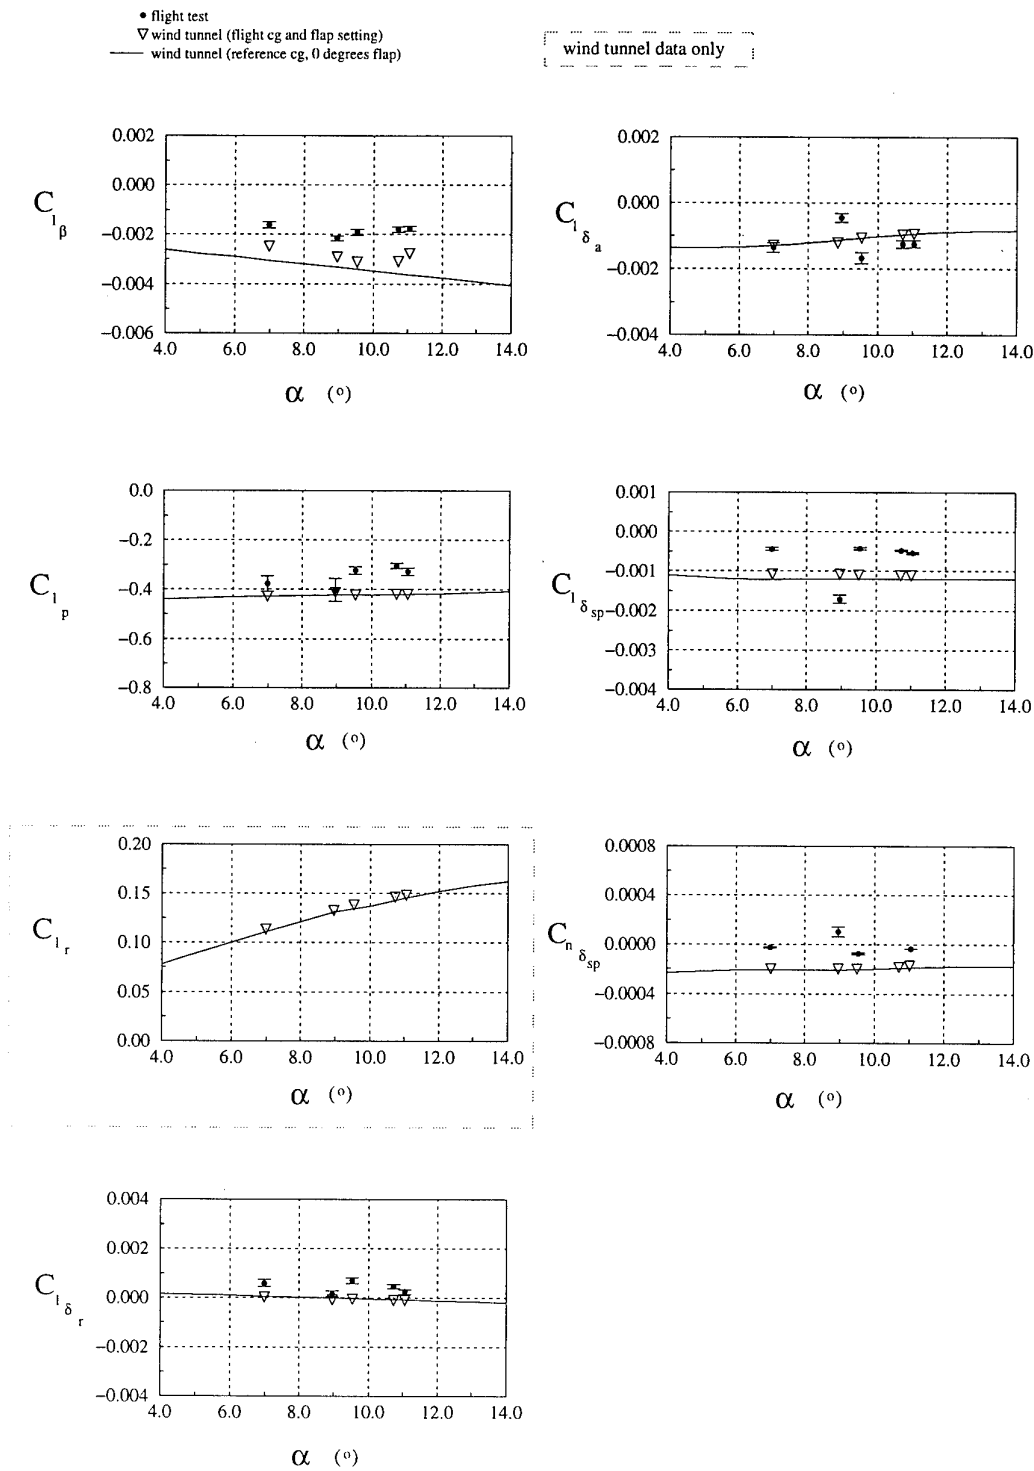 flight test
wind tunnel (flight cg and flap setting)
wind tunnel (reference cg, 0 degrees flap)
wind tunnel data only
C l β
0.002
0.000
−0.002
−0.004
−0.006
4.0 6.0 8.0 10.0 12.0 14.0
α (o)
C l δ a
0.002
0.000
−0.002
−0.004
4.0 6.0 8.0 10.0 12.0 14.0
α (o)
C l p
0.0
−0.2
−0.4
−0.6
−0.8
4.0 6.0 8.0 10.0 12.0 14.0
α (o)
C l δ sp
0.001
0.000
−0.001
−0.002
−0.003
−0.004
4.0 6.0 8.0 10.0 12.0 14.0
α (o)
C l r
0.20
0.15
0.10
0.05
0.00
4.0 6.0 8.0 10.0 12.0 14.0
α (o)
C n δ sp
0.0008
0.0004
0.0000
−0.0004
−0.0008
4.0 6.0 8.0 10.0 12.0 14.0
α (o)
C l δ r
0.004
0.002
0.000
−0.002
−0.004
4.0 6.0 8.0 10.0 12.0 14.0
α (o)